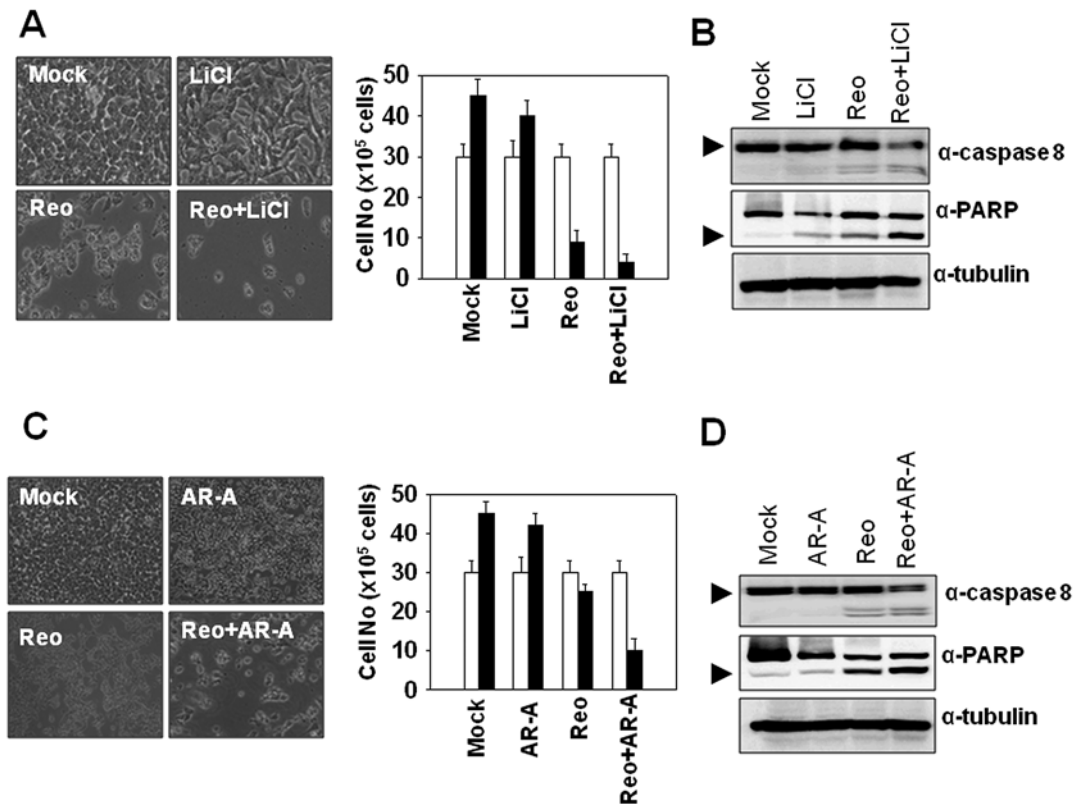 A
Mock
LiCl
Reo
Reo+LiCl
Cell No (x10⁵ cells)
50
40
30
20
10
0
Mock
LiCl
Reo
Reo+LiCl
B
Mock
LiCl
Reo
Reo+LiCl
α-caspase 8
α-PARP
α-tubulin
C
Mock
AR-A
Reo
Reo+AR-A
Cell No (x10⁵ cells)
50
40
30
20
10
0
Mock
AR-A
Reo
Reo+AR-A
D
Mock
AR-A
Reo
Reo+AR-A
α-caspase 8
α-PARP
α-tubulin